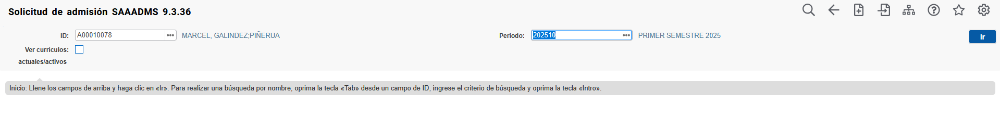 Solicitud de admisión SAAADMS 9.3.36
ID: A00010078 ••• MARCEL, GALINDEZ;PIÑERUA Periodo: 202510 ••• PRIMER SEMESTRE 2025 Ir
Ver currículos:
actuales/activos
Inicio: Llene los campos de arriba y haga clic en «Ir». Para realizar una búsqueda por nombre, oprima la tecla «Tab» desde un campo de ID, ingrese el criterio de búsqueda y oprima la tecla «Intro».